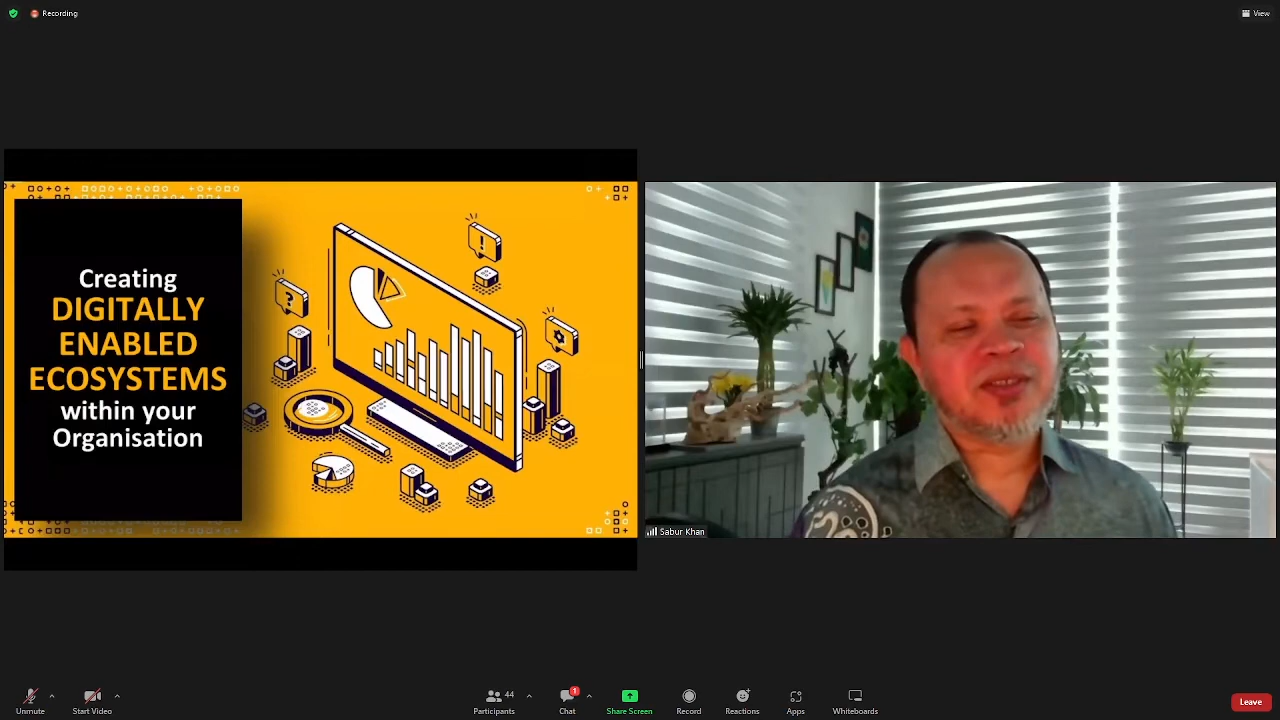 Recording
View
Creating
DIGITALLY
ENABLED
ECOSYSTEMS
within your
Organisation
?
!
Sabur Khan
Unmute
Start Video
44
Participants
1
Chat
Share Screen
Record
Reactions
Apps
Whiteboards
Leave